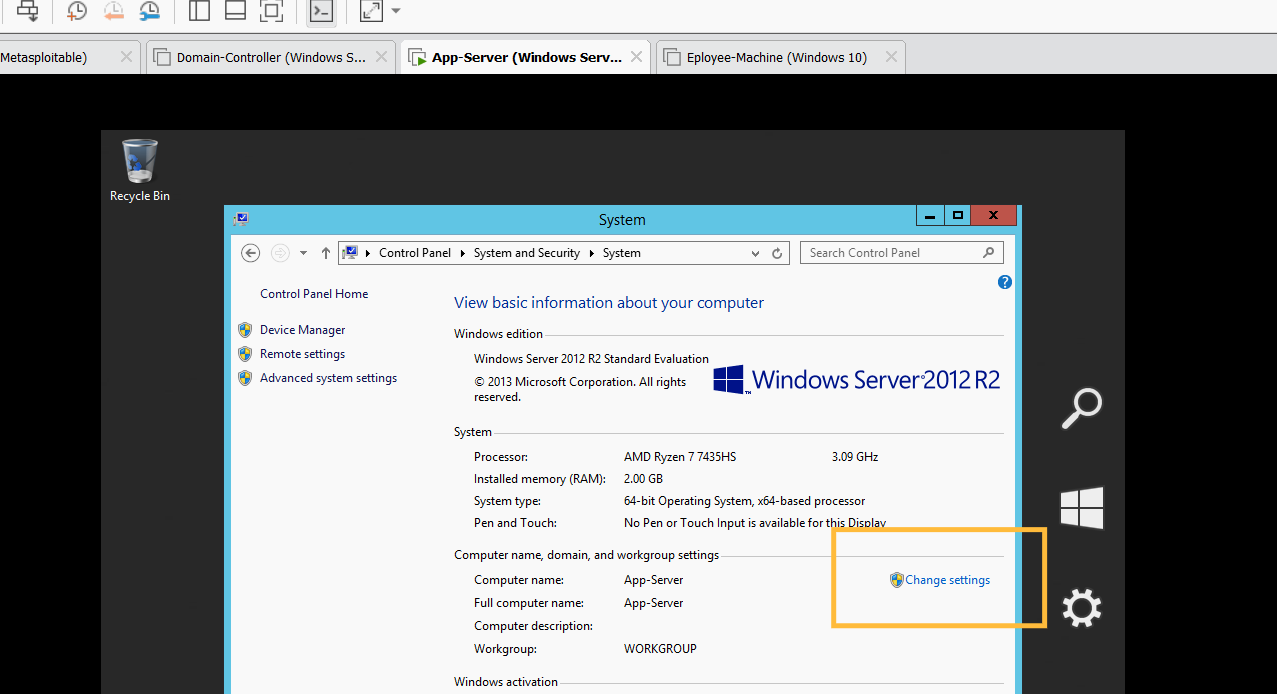 Metasploitable)
Domain-Controller (Windows S...
App-Server (Windows Serv...
Eployee-Machine (Windows 10)
Recycle Bin
System
Control Panel
System and Security
System
Search Control Panel
Control Panel Home
Device Manager
Remote settings
Advanced system settings
View basic information about your computer
Windows edition
Windows Server 2012 R2 Standard Evaluation
© 2013 Microsoft Corporation. All rights
reserved.
Windows Server 2012 R2
System
Processor: AMD Ryzen 7 7435HS 3.09 GHz
Installed memory (RAM): 2.00 GB
System type: 64-bit Operating System, x64-based processor
Pen and Touch: No Pen or Touch Input is available for this Display
Computer name, domain, and workgroup settings
Computer name: App-Server Change settings
Full computer name: App-Server
Computer description:
Workgroup: WORKGROUP
Windows activation